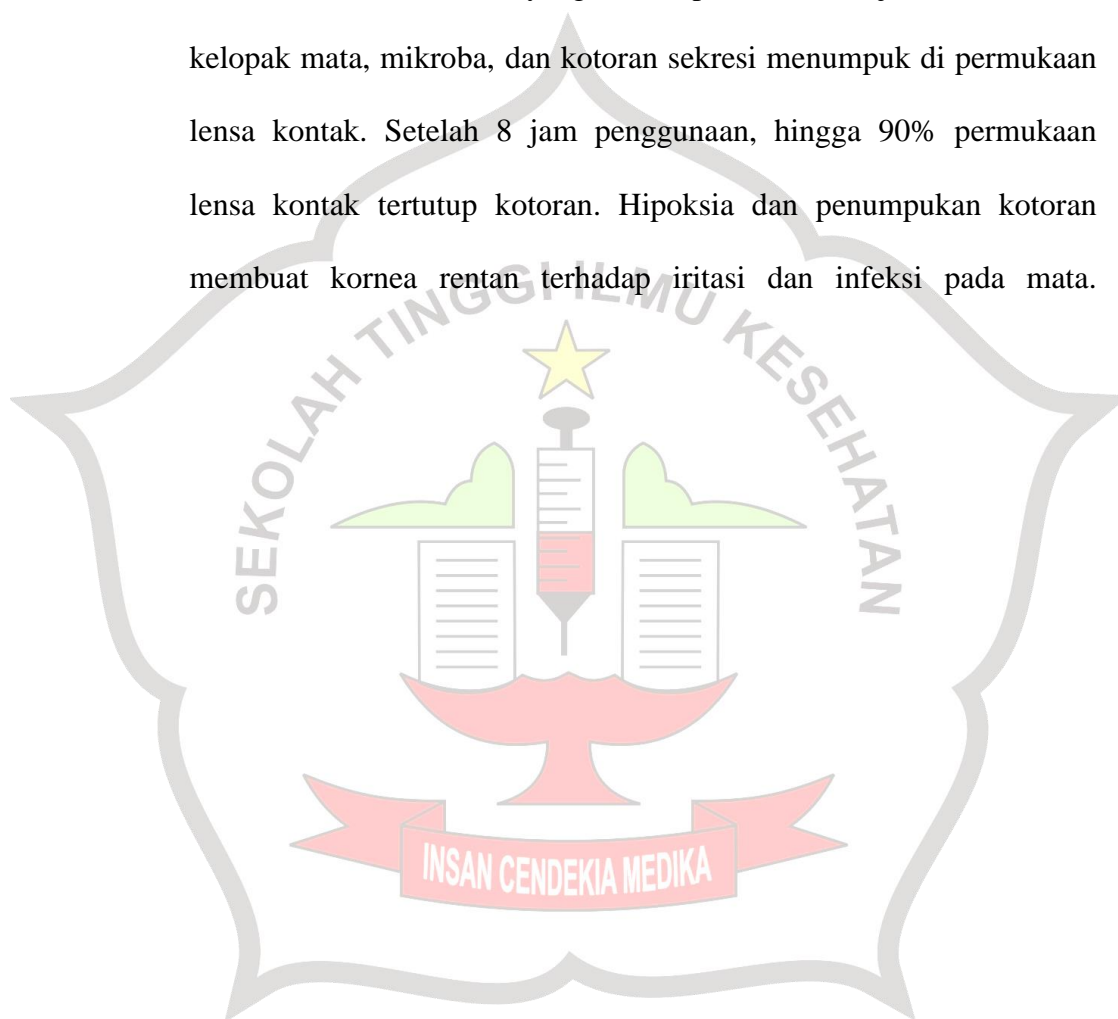 kelopak mata, mikroba, dan kotoran sekresi menumpuk di permukaan
lensa kontak. Setelah 8 jam penggunaan, hingga 90% permukaan
lensa kontak tertutup kotoran. Hipoksia dan penumpukan kotoran
membuat kornea rentan terhadap iritasi dan infeksi pada mata.
SEKOLAH TINGGI ILMU KESEHATAN
INSAN CENDEKIA MEDIKA